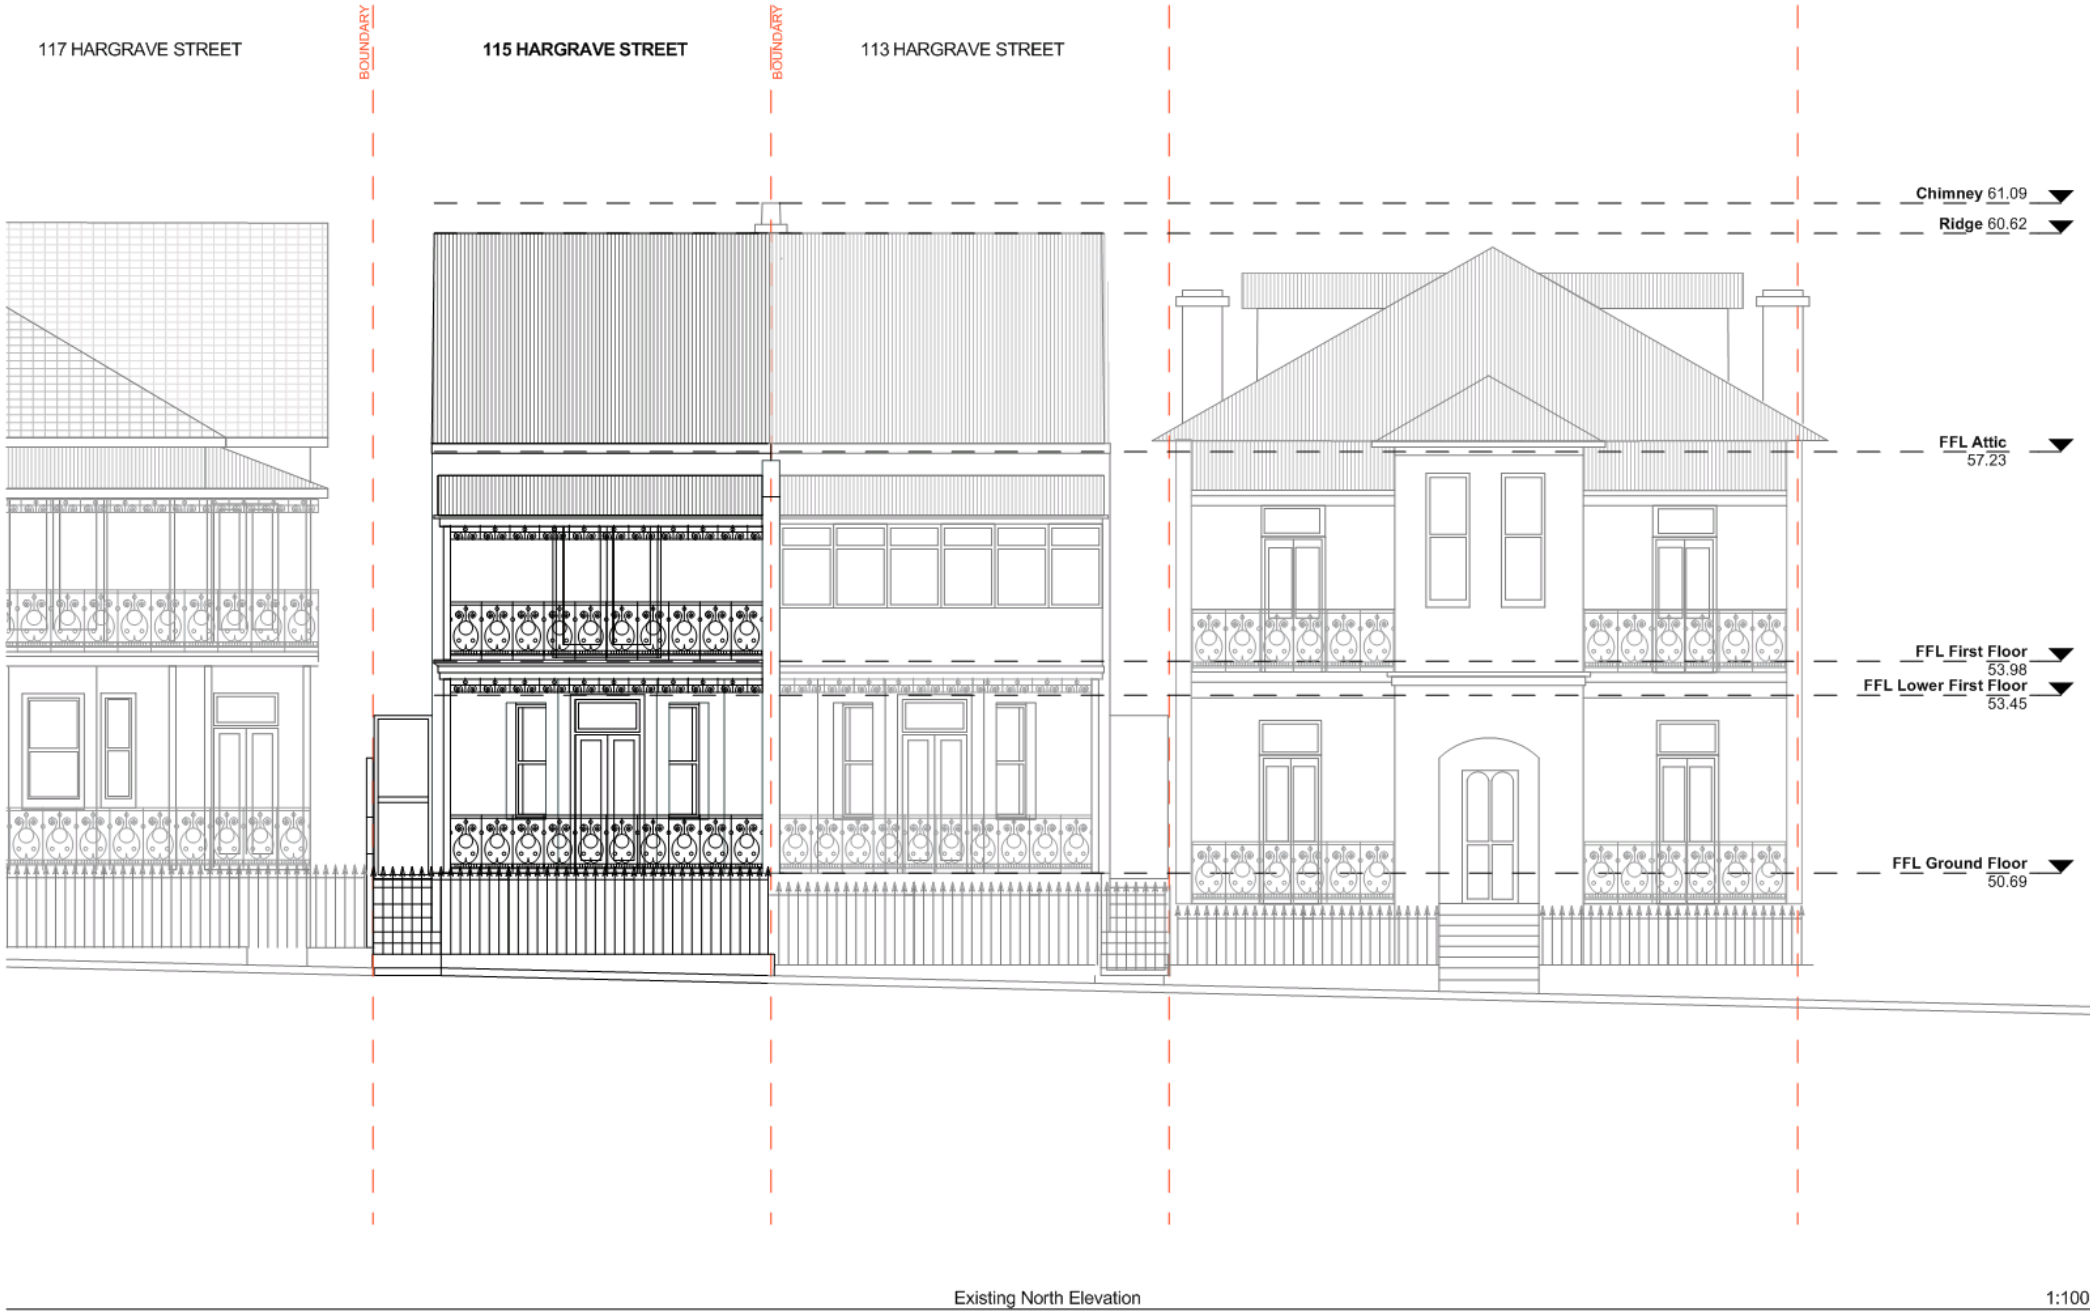 117 HARGRAVE STREET
BOUNDARY
115 HARGRAVE STREET
BOUNDARY
113 HARGRAVE STREET
Chimney 61.09
Ridge 60.62
FFL Attic
57.23
FFL First Floor
53.98
FFL Lower First Floor
53.45
FFL Ground Floor
50.69
Existing North Elevation
1:100